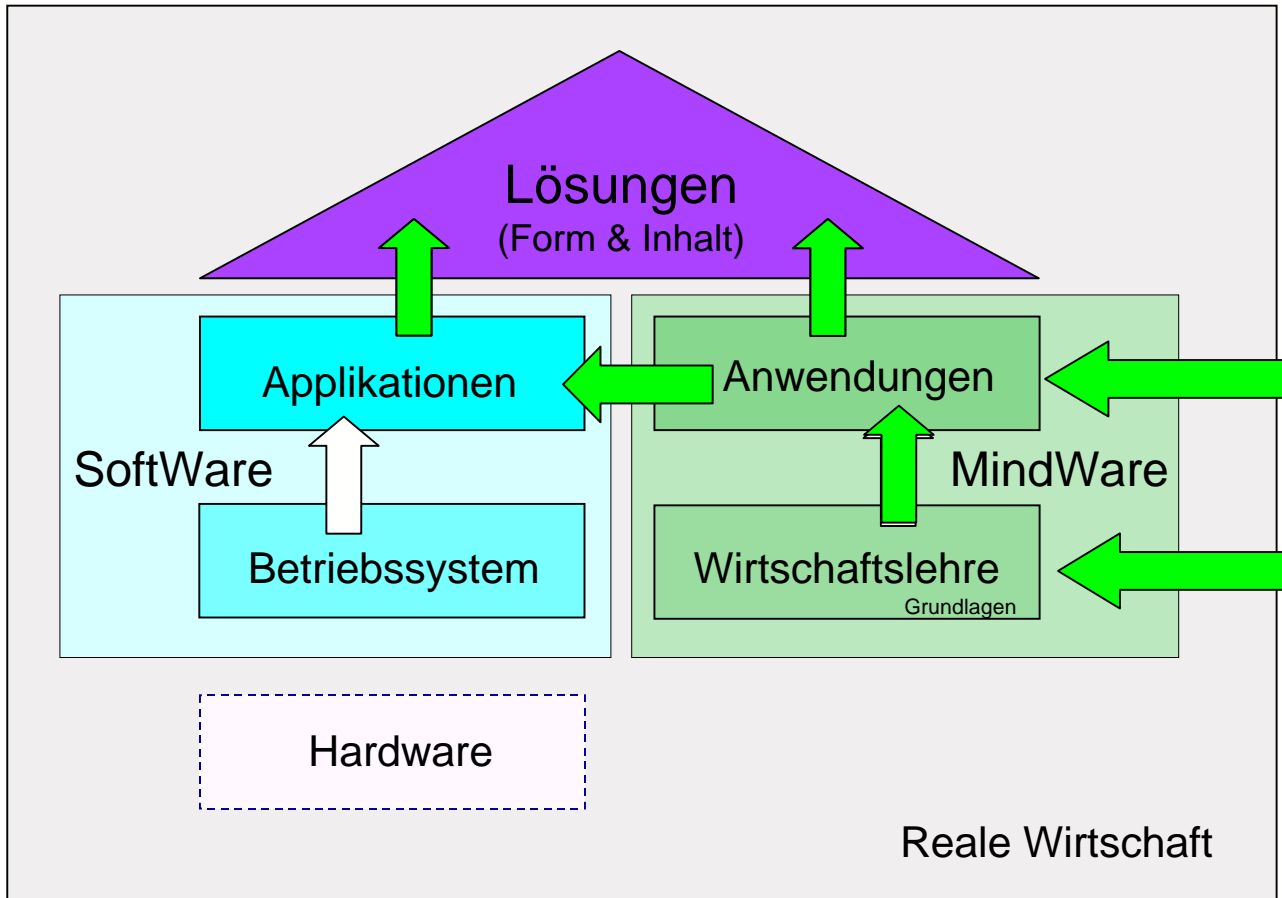 Lösungen
(Form & Inhalt)
Applikationen
Anwendungen
SoftWare
MindWare
Betriebssystem
Wirtschaftslehre
Grundlagen
Hardware
Reale Wirtschaft